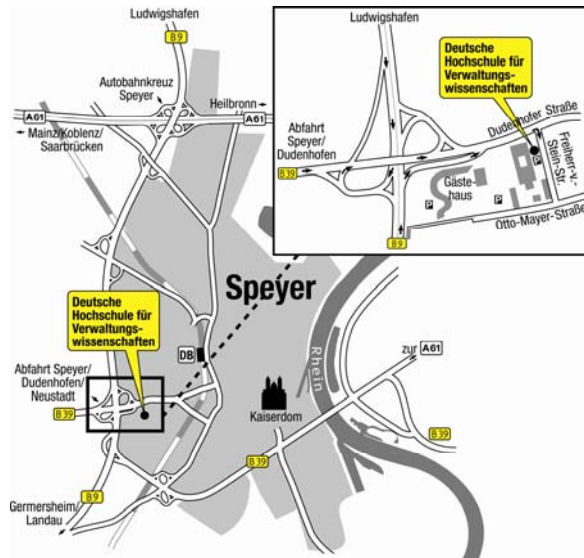 Ludwigshafen
B9
Autobahnkreuz
Speyer
Heilbronn
A61
A61
Mainz/Koblenz/
Saarbrücken
Speyer
Deutsche
Hochschule für
Verwaltungs-
wissenschaften
DB
Rhein
zur A61
Abfahrt Speyer/
Dudenhofen/
Neustadt
B39
Kaiserdom
B39
B39
B9
Germersheim/
Landau
Ludwigshafen
B9
Deutsche
Hochschule für
Verwaltungs-
wissenschaften
Dudenhofer Straße
Abfahrt
Speyer/
Dudenhofen
B39
Freiherr-v.-
Stein-Str.
P
Gäste-
haus
P
P
Otto-Mayer-Straße
B9